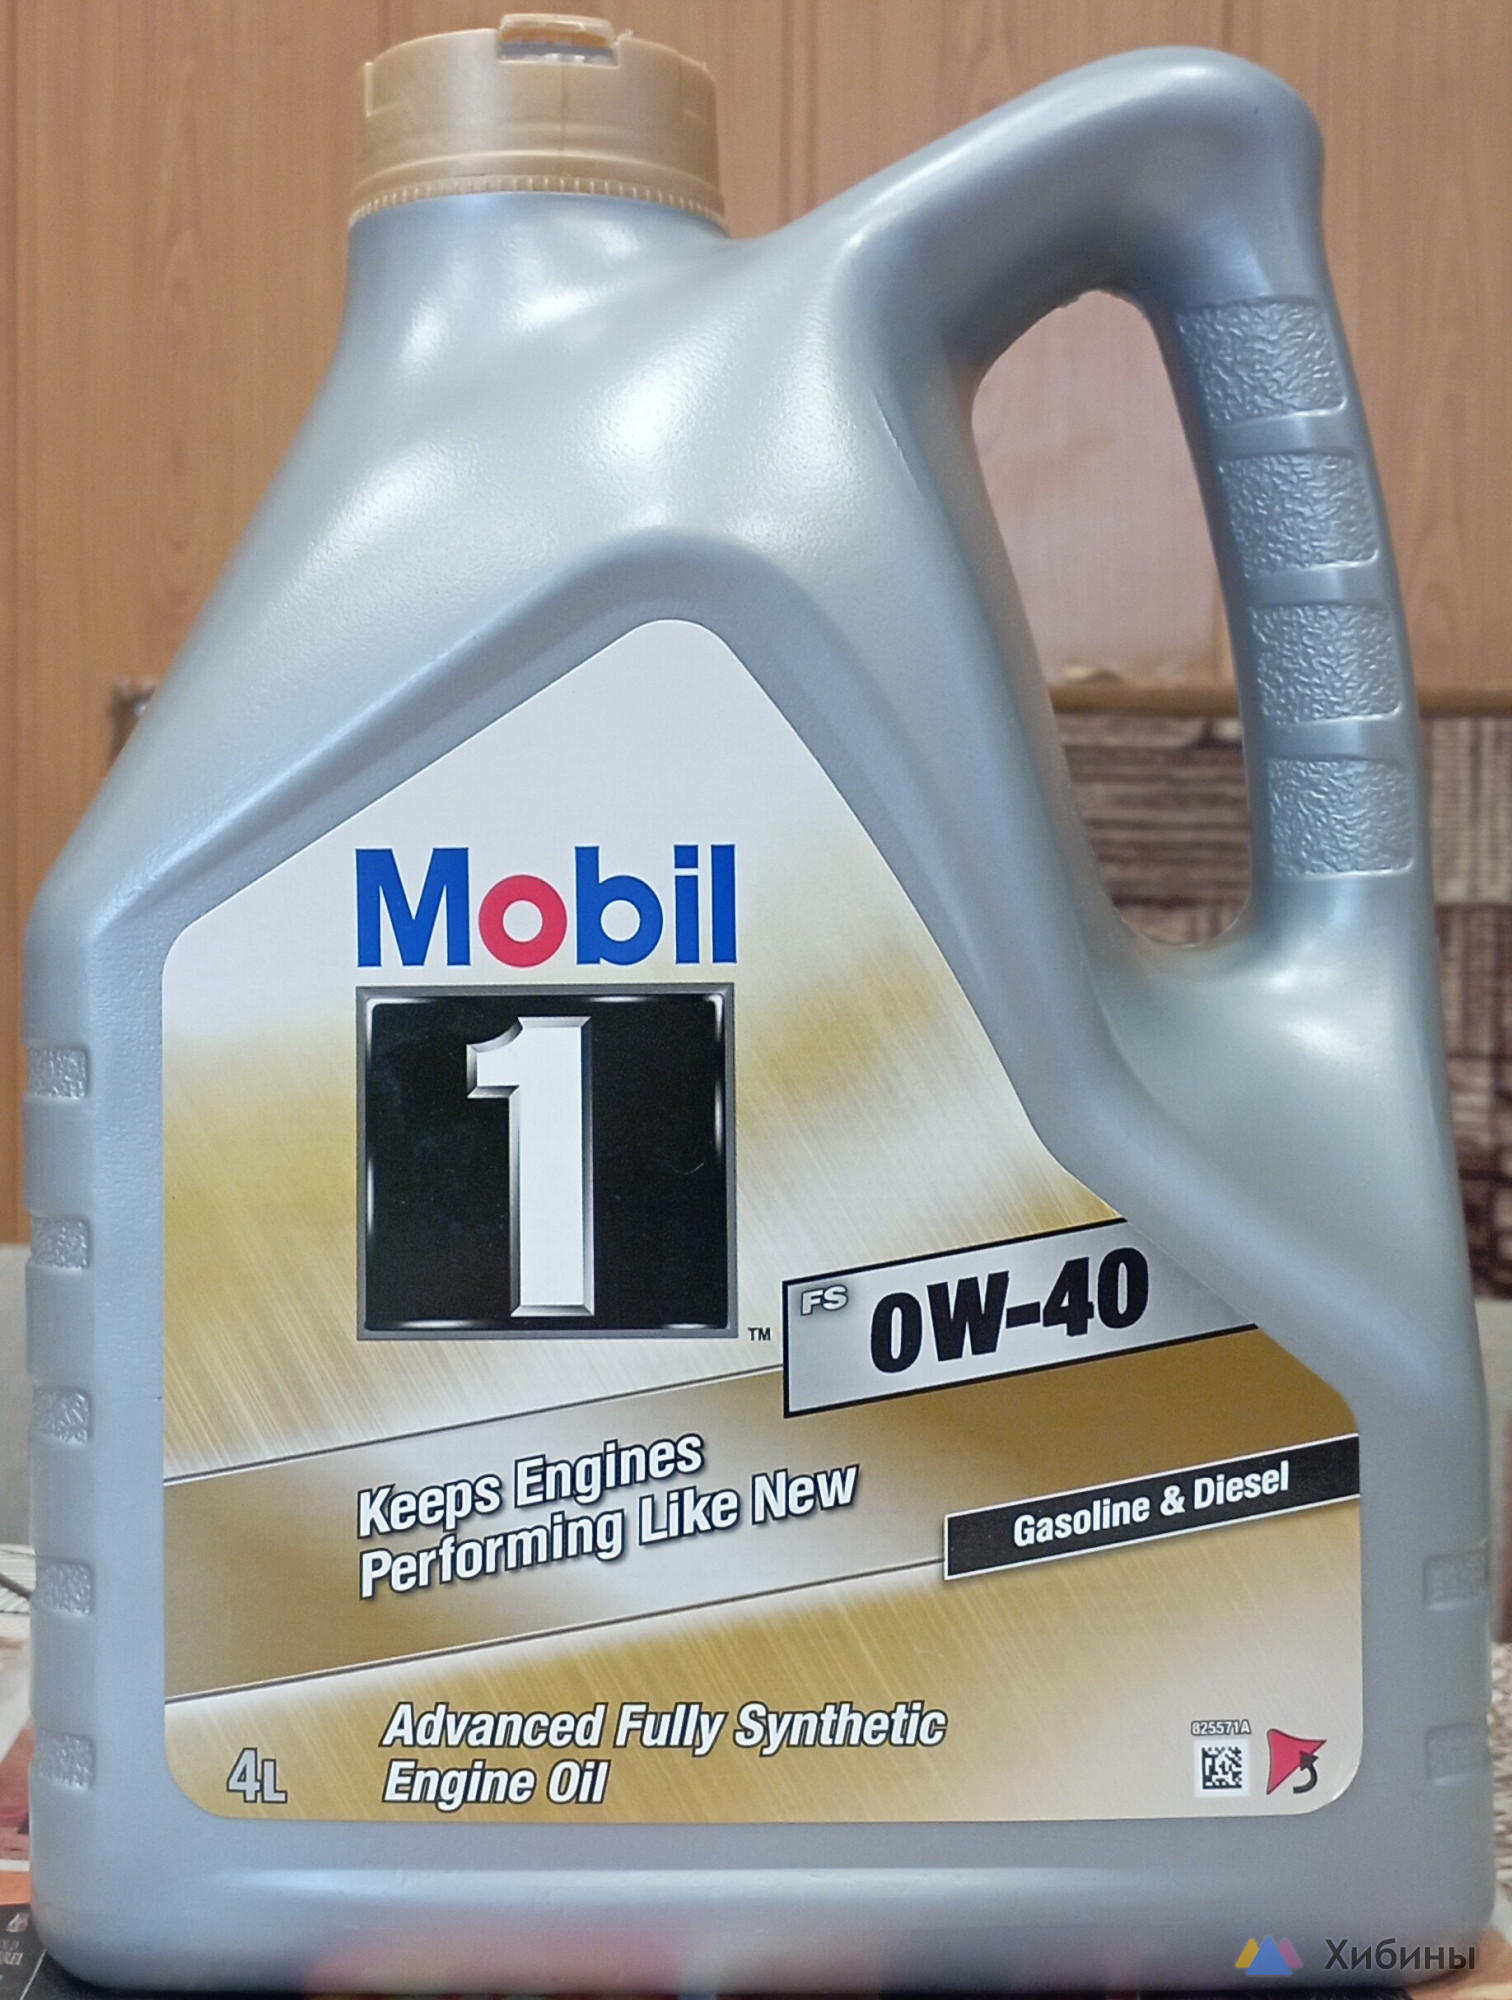 Mobil
1
TM
FS 0W-40
Keeps Engines
Performing Like New
Gasoline & Diesel
Advanced Fully Synthetic
Engine Oil
4L
825571A
Хибины